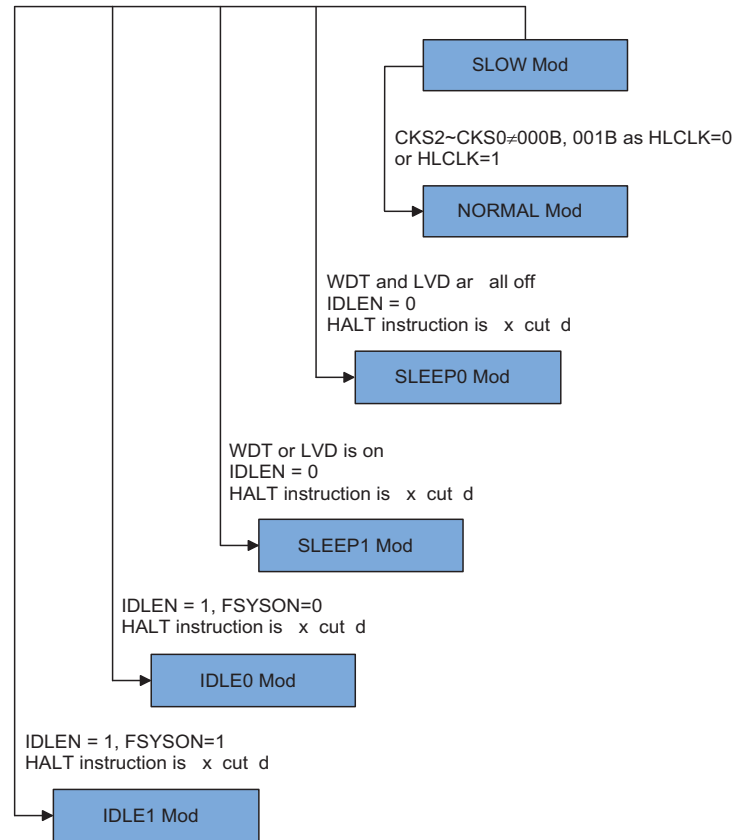 SLOW Mod
CKS2~CKS0≠000B, 001B as HLCLK=0
or HLCLK=1
NORMAL Mod
WDT and LVD ar all off
IDLEN = 0
HALT instruction is x cut d
SLEEP0 Mod
WDT or LVD is on
IDLEN = 0
HALT instruction is x cut d
SLEEP1 Mod
IDLEN = 1, FSYSON=0
HALT instruction is x cut d
IDLE0 Mod
IDLEN = 1, FSYSON=1
HALT instruction is x cut d
IDLE1 Mod